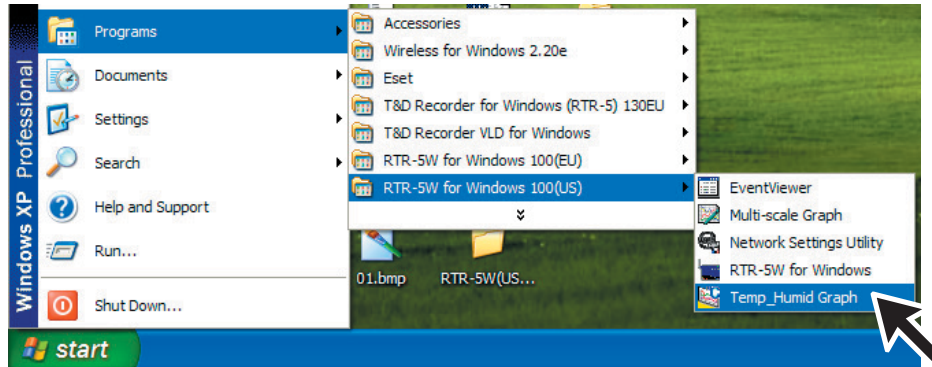 Windows XP Professional
Programs
Documents
Settings
Search
Help and Support
Run...
Shut Down...
start
Accessories
Wireless for Windows 2.20e
Eset
T&D Recorder for Windows (RTR-5) 130EU
T&D Recorder VLD for Windows
RTR-5W for Windows 100(EU)
RTR-5W for Windows 100(US)
EventViewer
Multi-scale Graph
Network Settings Utility
RTR-5W for Windows
Temp_Humid Graph
01.bmp
RTR-5W(US...